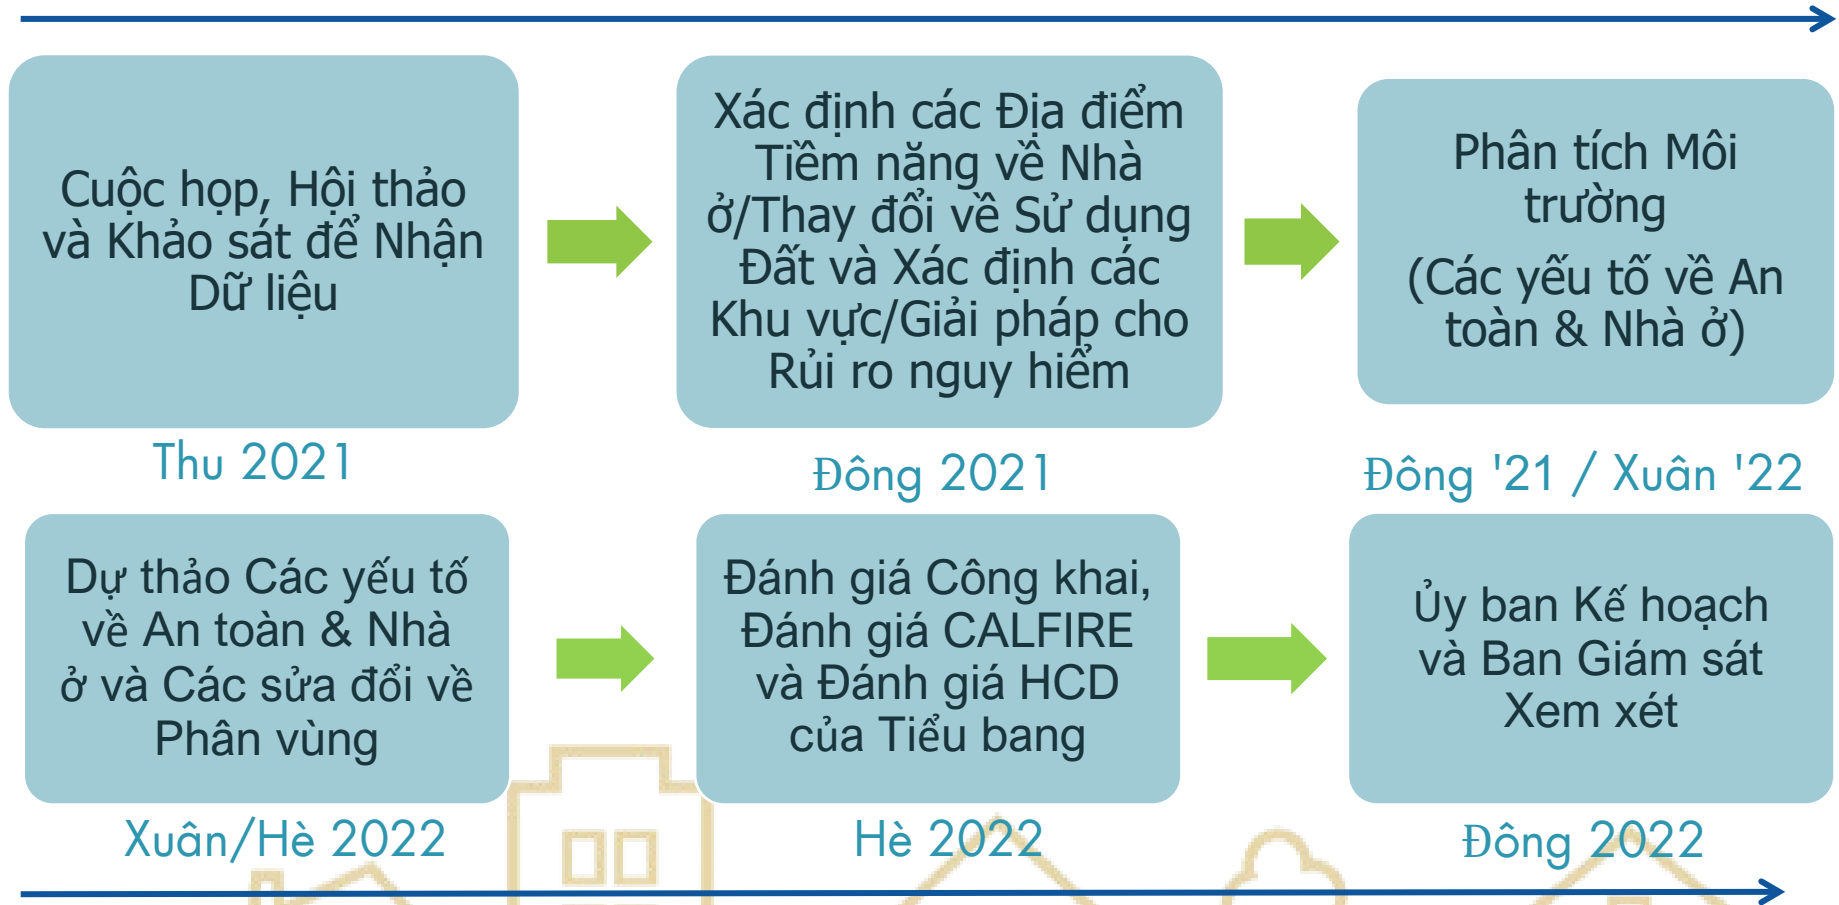 Cuộc họp, Hội thảo
và Khảo sát để Nhận
Dữ liệu
Thu 2021
Xác định các Địa điểm
Tiềm năng về Nhà
ở/Thay đổi về Sử dụng
Đất và Xác định các
Khu vực/Giải pháp cho
Rủi ro nguy hiểm
Đông 2021
Phân tích Môi
trường
(Các yếu tố về An
toàn & Nhà ở)
Đông '21 / Xuân '22
Dự thảo Các yếu tố
về An toàn & Nhà
ở và Các sửa đổi về
Phân vùng
Xuân/Hè 2022
Đánh giá Công khai,
Đánh giá CALFIRE
và Đánh giá HCD
của Tiểu bang
Hè 2022
Ủy ban Kế hoạch
và Ban Giám sát
Xem xét
Đông 2022